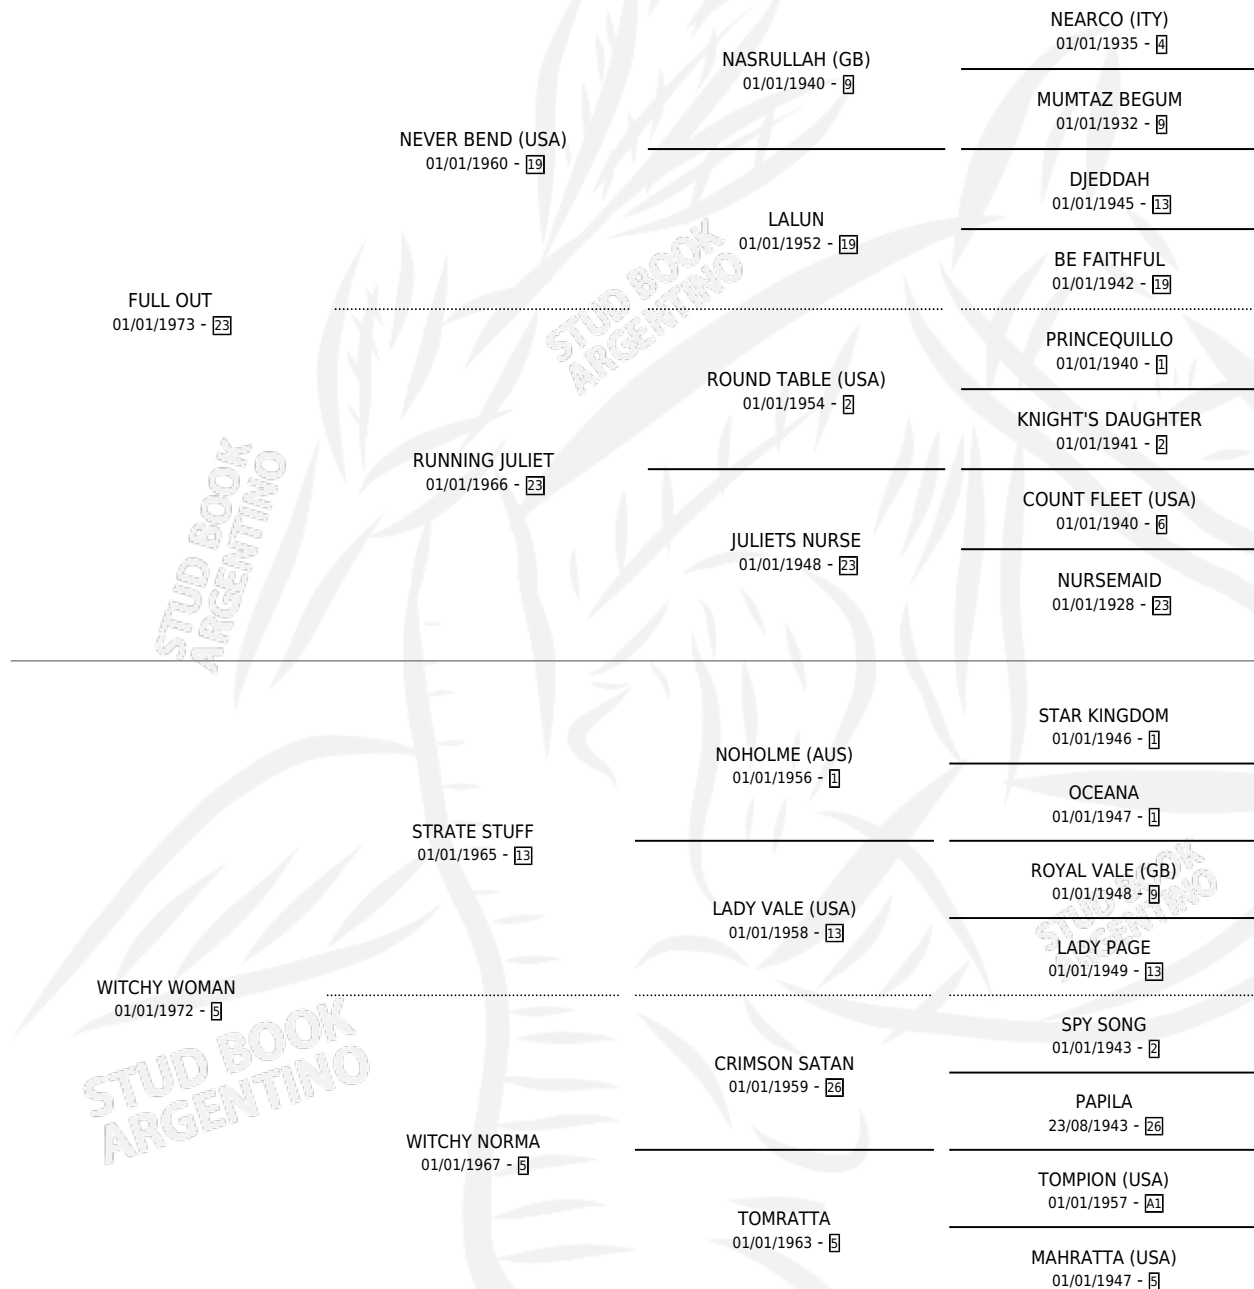 FULL OUT
01/01/1973 - 23
NEVER BEND (USA)
01/01/1960 - 19
NASRULLAH (GB)
01/01/1940 - 9
NEARCO (ITY)
01/01/1935 - 4
MUMTAZ BEGUM
01/01/1932 - 9
LALUN
01/01/1952 - 19
DJEDDAH
01/01/1945 - 13
BE FAITHFUL
01/01/1942 - 19
RUNNING JULIET
01/01/1966 - 23
ROUND TABLE (USA)
01/01/1954 - 2
PRINCEQUILLO
01/01/1940 - 1
KNIGHT'S DAUGHTER
01/01/1941 - 2
JULIETS NURSE
01/01/1948 - 23
COUNT FLEET (USA)
01/01/1940 - 6
NURSEMAID
01/01/1928 - 23
WITCHY WOMAN
01/01/1972 - 5
STRATE STUFF
01/01/1965 - 13
NOHOLME (AUS)
01/01/1956 - 1
STAR KINGDOM
01/01/1946 - 1
OCEANA
01/01/1947 - 1
LADY VALE (USA)
01/01/1958 - 13
ROYAL VALE (GB)
01/01/1948 - 9
LADY PAGE
01/01/1949 - 13
WITCHY NORMA
01/01/1967 - 5
CRIMSON SATAN
01/01/1959 - 26
SPY SONG
01/01/1943 - 2
PAPILA
23/08/1943 - 26
TOMRATTA
01/01/1963 - 5
TOMPION (USA)
01/01/1957 - A1
MAHRATTA (USA)
01/01/1947 - 5
STUD BOOK
ARGENTINO
STUD BOOK
ARGENTINO
STUD BOOK
ARGENTINO
STUD BOOK
ARGENTINO